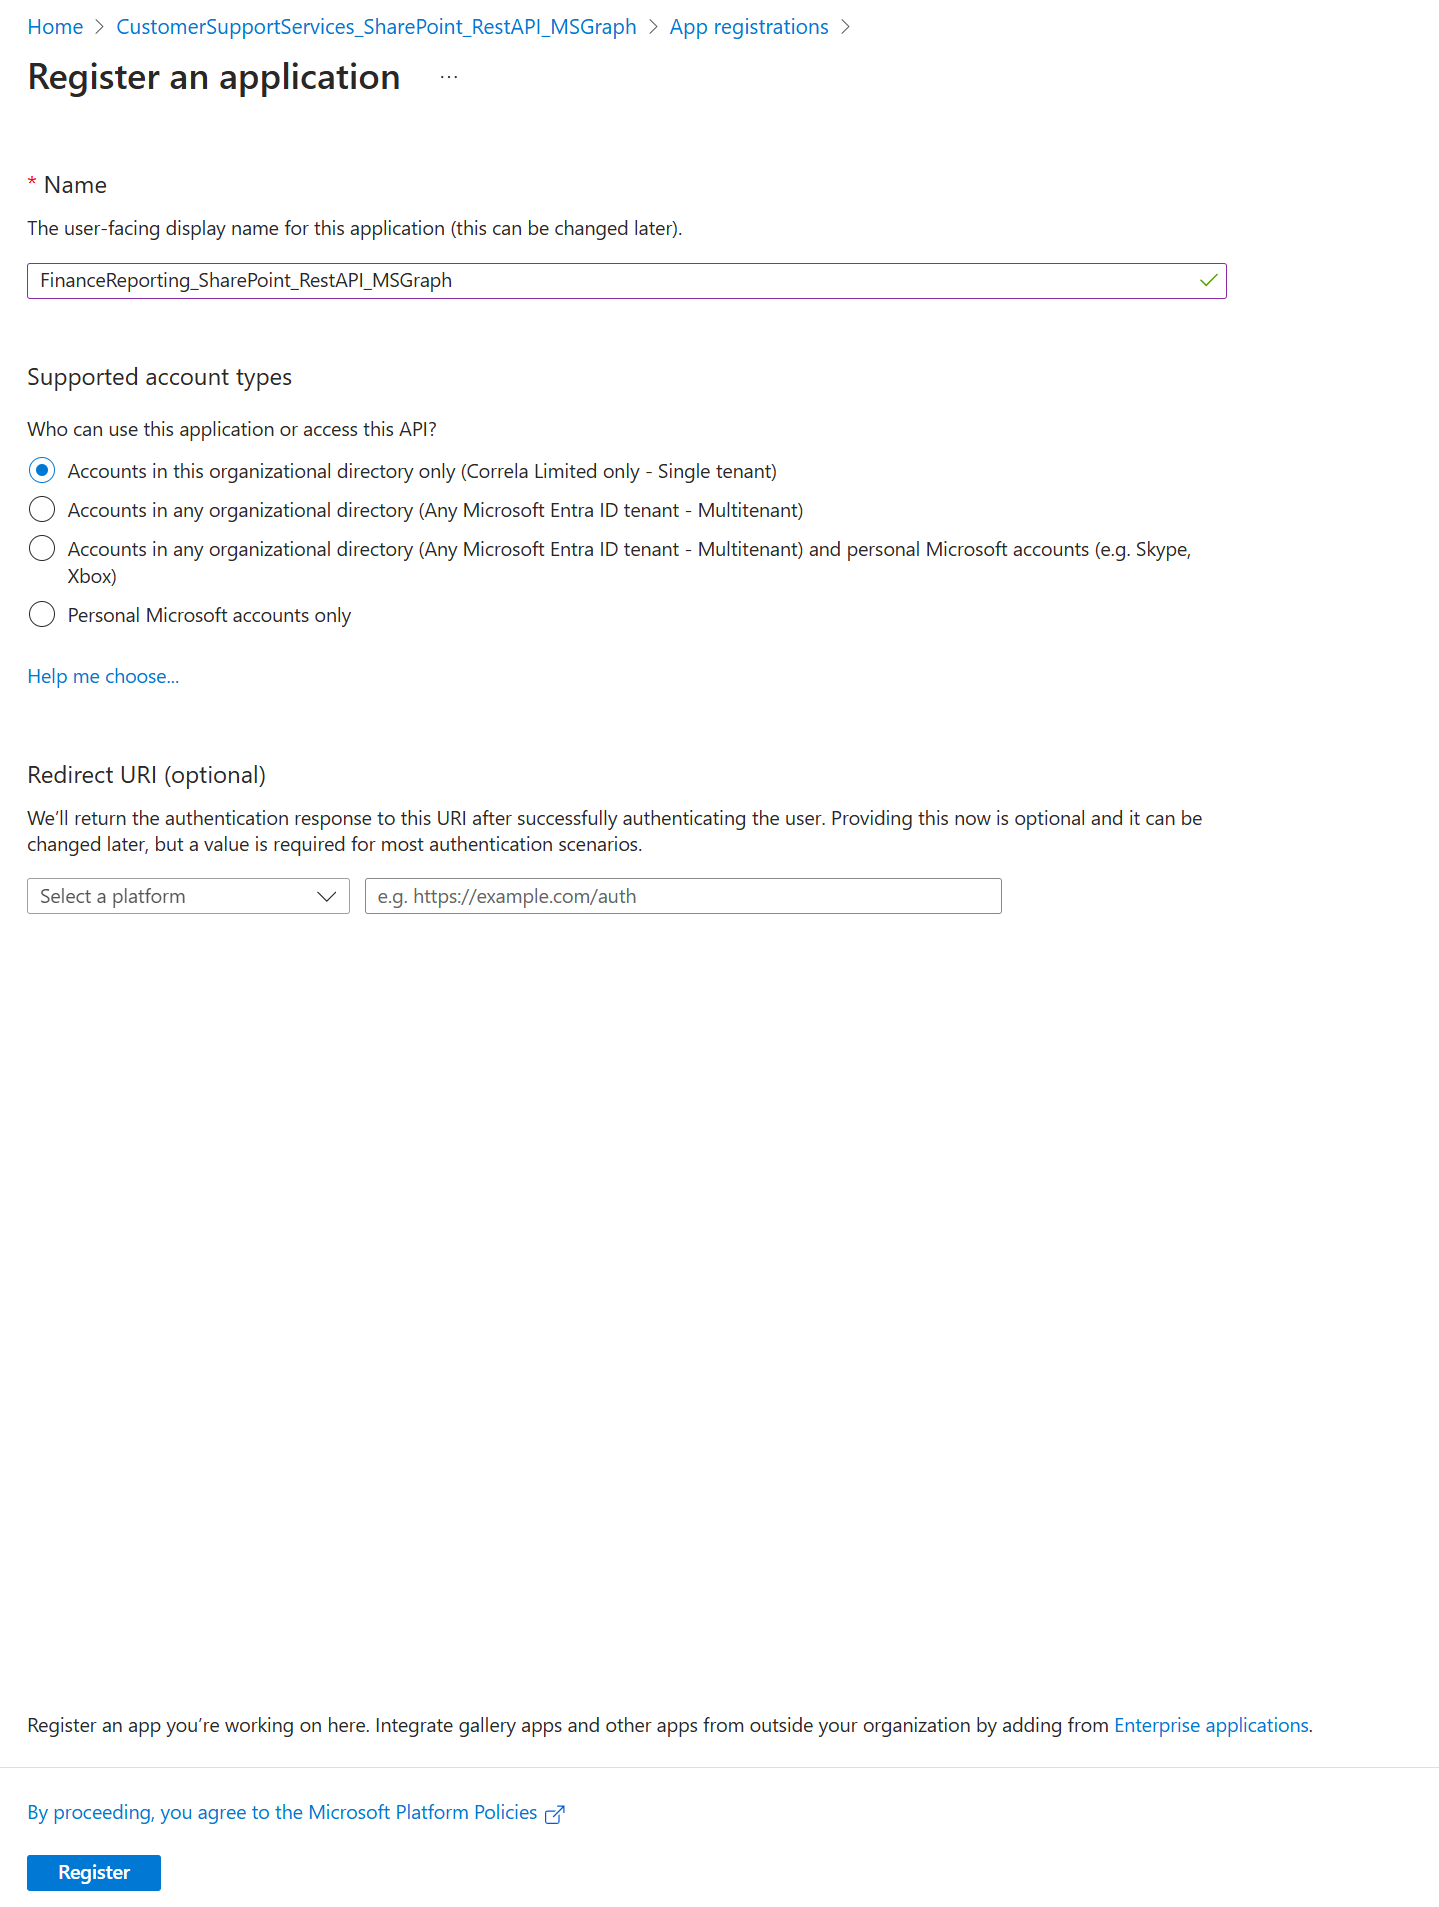 Home > CustomerSupportServices_SharePoint_RestAPI_MSGraph > App registrations >
Register an application ...
* Name
The user-facing display name for this application (this can be changed later).
FinanceReporting_SharePoint_RestAPI_MSGraph
Supported account types
Who can use this application or access this API?
Accounts in this organizational directory only (Correla Limited only - Single tenant)
Accounts in any organizational directory (Any Microsoft Entra ID tenant - Multitenant)
Accounts in any organizational directory (Any Microsoft Entra ID tenant - Multitenant) and personal Microsoft accounts (e.g. Skype,
Xbox)
Personal Microsoft accounts only
Help me choose...
Redirect URI (optional)
We'll return the authentication response to this URI after successfully authenticating the user. Providing this now is optional and it can be
changed later, but a value is required for most authentication scenarios.
Select a platform e.g. https://example.com/auth
Register an app you're working on here. Integrate gallery apps and other apps from outside your organization by adding from Enterprise applications.
By proceeding, you agree to the Microsoft Platform Policies
Register